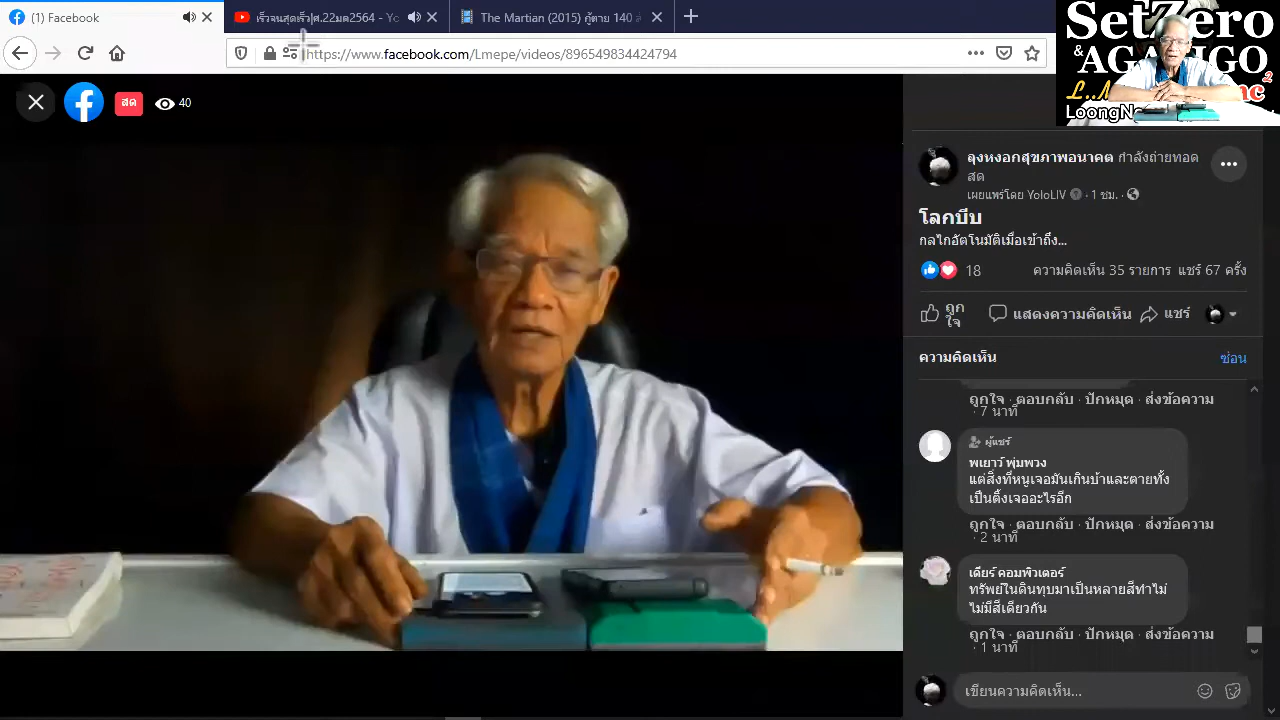 (1) Facebook
เร็วจนสุดเร็ว|ศ.22มค2564 - Yo
The Martian (2015) กู้ตาย 140 ล
https://www.facebook.com/Lmepe/videos/896549834424794
SetZero
&
สด
40
ลุงหงอกสุขภาพอนาคต กำลังถ่ายทอด
สด
เผยแพร่โดย YoloLIV · 1 ชม. ·
โลกบีบ
กลไกอัตโนมัติเมื่อเข้าถึง...
18
ความคิดเห็น 35 รายการ แชร์ 67 ครั้ง
ถูก
ใจ
แสดงความคิดเห็น
แชร์
ความคิดเห็น
ซ่อน
ถูกใจ · ตอบกลับ · ปักหมุด · ส่งข้อความ
· 7 นาที
ผู้แชร์
พเยาว์ พุ่มพวง
แต่สิ่งที่หนูเจอมันเกินบ้าและตายทั้ง
เป็นติ้งเจออะไรอีก
ถูกใจ · ตอบกลับ · ปักหมุด · ส่งข้อความ
· 2 นาที
เดียร์ คอมพิวเตอร์
ทรัพย์ในดินทุบมาเป็นหลายสีทำไม่
ไม่มีสีเดียวกัน
ถูกใจ · ตอบกลับ · ปักหมุด · ส่งข้อความ
· 1 นาที
เขียนความคิดเห็น...